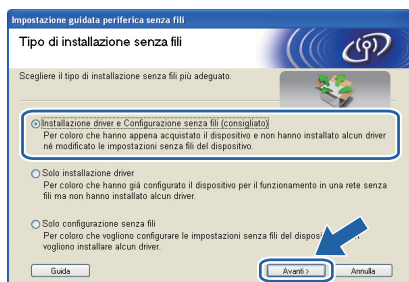 Impostazione guidata periferica senza fili
Tipo di installazione senza fili
Scegliere il tipo di installazione senza fili più adeguato.
Installazione driver e Configurazione senza fili (consigliato)
Per coloro che hanno appena acquistato il dispositivo e non hanno installato alcun driver
né modificato le impostazioni senza fili del dispositivo.
Solo installazione driver
Per coloro che hanno già configurato il dispositivo per il funzionamento in una rete senza
fili ma non hanno installato alcun driver.
Solo configurazione senza fili
Per coloro che vogliono configurare le impostazioni senza fili del
vogliono installare alcun driver.
Guida
Avanti >
Annulla